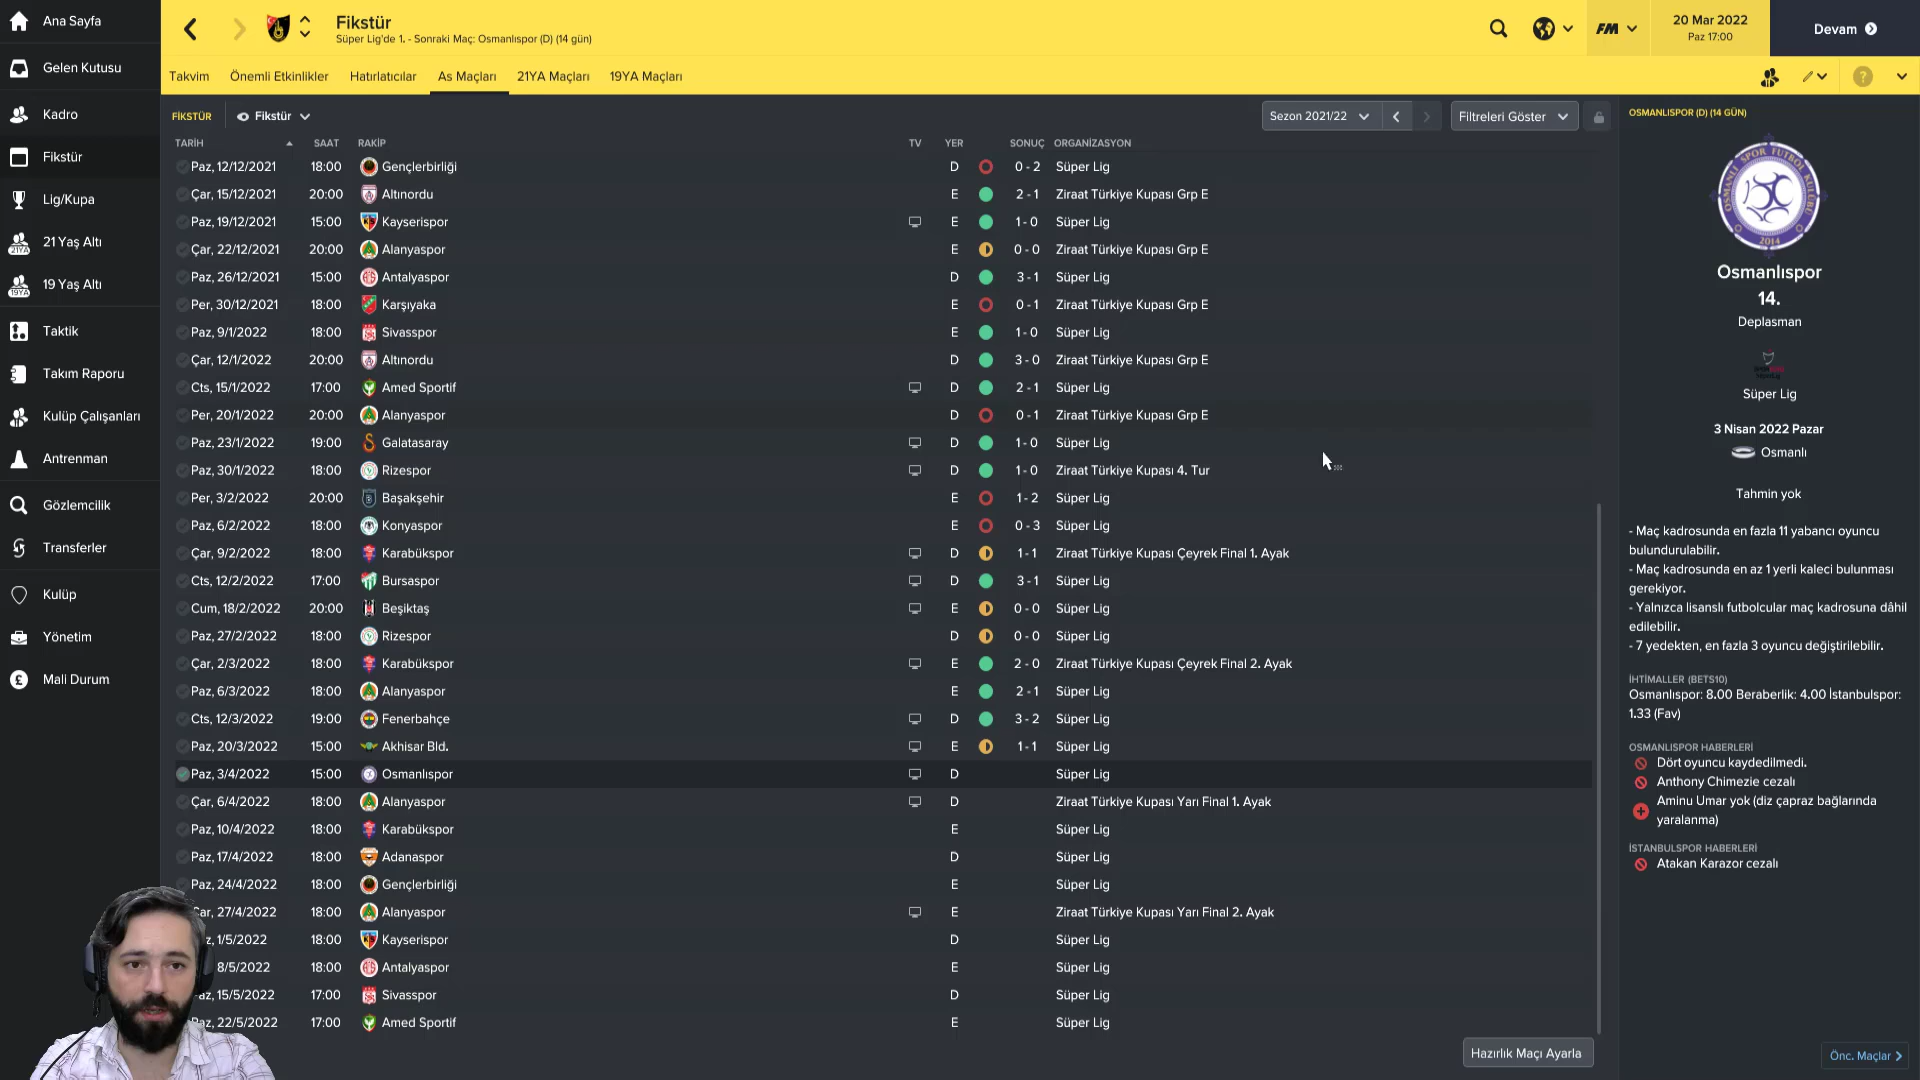 Ana Sayfa
Gelen Kutusu
Kadro
Fikstür
Lig/Kupa
21 Yaş Altı
19 Yaş Altı
Taktik
Takım Raporu
Kulüp Çalışanları
Antrenman
Gözlemcilik
Transferler
Kulüp
Yönetim
Mali Durum
Fikstür
Süper Lig'de 1. - Sonraki Maç: Osmanlıspor (D) (14 gün)
FM
20 Mar 2022
Paz 17:00
Devam
Takvim Önemli Etkinlikler Hatırlatıcılar As Maçları 21YA Maçları 19YA Maçları
FİKSTÜR Fikstür Sezon 2021/22 Filtreleri Göster
TARİH SAAT RAKİP TV YER SONUÇ ORGANİZASYON
Paz, 12/12/2021 18:00 Gençlerbirliği D 0 - 2 Süper Lig
Çar, 15/12/2021 20:00 Altınordu E 2 - 1 Ziraat Türkiye Kupası Grp E
Paz, 19/12/2021 15:00 Kayserispor E 1 - 0 Süper Lig
Çar, 22/12/2021 20:00 Alanyaspor E 0 - 0 Ziraat Türkiye Kupası Grp E
Paz, 26/12/2021 15:00 Antalyaspor D 3 - 1 Süper Lig
Per, 30/12/2021 18:00 Karşıyaka E 0 - 1 Ziraat Türkiye Kupası Grp E
Paz, 9/1/2022 18:00 Sivasspor E 1 - 0 Süper Lig
Çar, 12/1/2022 20:00 Altınordu D 3 - 0 Ziraat Türkiye Kupası Grp E
Cts, 15/1/2022 17:00 Amed Sportif D 2 - 1 Süper Lig
Per, 20/1/2022 20:00 Alanyaspor D 0 - 1 Ziraat Türkiye Kupası Grp E
Paz, 23/1/2022 19:00 Galatasaray D 1 - 0 Süper Lig
Paz, 30/1/2022 18:00 Rizespor D 1 - 0 Ziraat Türkiye Kupası 4. Tur
Per, 3/2/2022 20:00 Başakşehir E 1 - 2 Süper Lig
Paz, 6/2/2022 18:00 Konyaspor E 0 - 3 Süper Lig
Çar, 9/2/2022 18:00 Karabükspor D 1 - 1 Ziraat Türkiye Kupası Çeyrek Final 1. Ayak
Cts, 12/2/2022 17:00 Bursaspor D 3 - 1 Süper Lig
Cum, 18/2/2022 20:00 Beşiktaş E 0 - 0 Süper Lig
Paz, 27/2/2022 18:00 Rizespor D 0 - 0 Süper Lig
Çar, 2/3/2022 18:00 Karabükspor E 2 - 0 Ziraat Türkiye Kupası Çeyrek Final 2. Ayak
Paz, 6/3/2022 18:00 Alanyaspor E 2 - 1 Süper Lig
Cts, 12/3/2022 19:00 Fenerbahçe D 3 - 2 Süper Lig
Paz, 20/3/2022 15:00 Akhisar Bld. E 1 - 1 Süper Lig
Paz, 3/4/2022 15:00 Osmanlıspor D Süper Lig
Çar, 6/4/2022 18:00 Alanyaspor D Ziraat Türkiye Kupası Yarı Final 1. Ayak
Paz, 10/4/2022 18:00 Karabükspor E Süper Lig
Paz, 17/4/2022 18:00 Adanaspor D Süper Lig
Paz, 24/4/2022 18:00 Gençlerbirliği E Süper Lig
ar, 27/4/2022 18:00 Alanyaspor E Ziraat Türkiye Kupası Yarı Final 2. Ayak
z, 1/5/2022 18:00 Kayserispor D Süper Lig
8/5/2022 18:00 Antalyaspor E Süper Lig
az, 15/5/2022 17:00 Sivasspor D Süper Lig
az, 22/5/2022 17:00 Amed Sportif E Süper Lig
Hazırlık Maçı Ayarla
OSMANLISPOR (D) (14 GÜN)
OSMANLI SPOR FUTBOL KULÜBÜ
2014
Osmanlıspor
14.
Deplasman
Süper Lig
3 Nisan 2022 Pazar
Osmanlı
Tahmin yok
- Maç kadrosunda en fazla 11 yabancı oyuncu
bulundurulabilir.
- Maç kadrosunda en az 1 yerli kaleci bulunması
gerekiyor.
- Yalnızca lisanslı futbolcular maç kadrosuna dâhil
edilebilir.
- 7 yedekten, en fazla 3 oyuncu değiştirilebilir.
İHTİMALLER (BETS10)
Osmanlıspor: 8.00 Beraberlik: 4.00 İstanbulspor:
1.33 (Fav)
OSMANLISPOR HABERLERİ
Dört oyuncu kaydedilmedi.
Anthony Chimezie cezalı
Aminu Umar yok (diz çapraz bağlarında
yaralanma)
İSTANBULSPOR HABERLERİ
Atakan Karazor cezalı
Önc. Maçlar